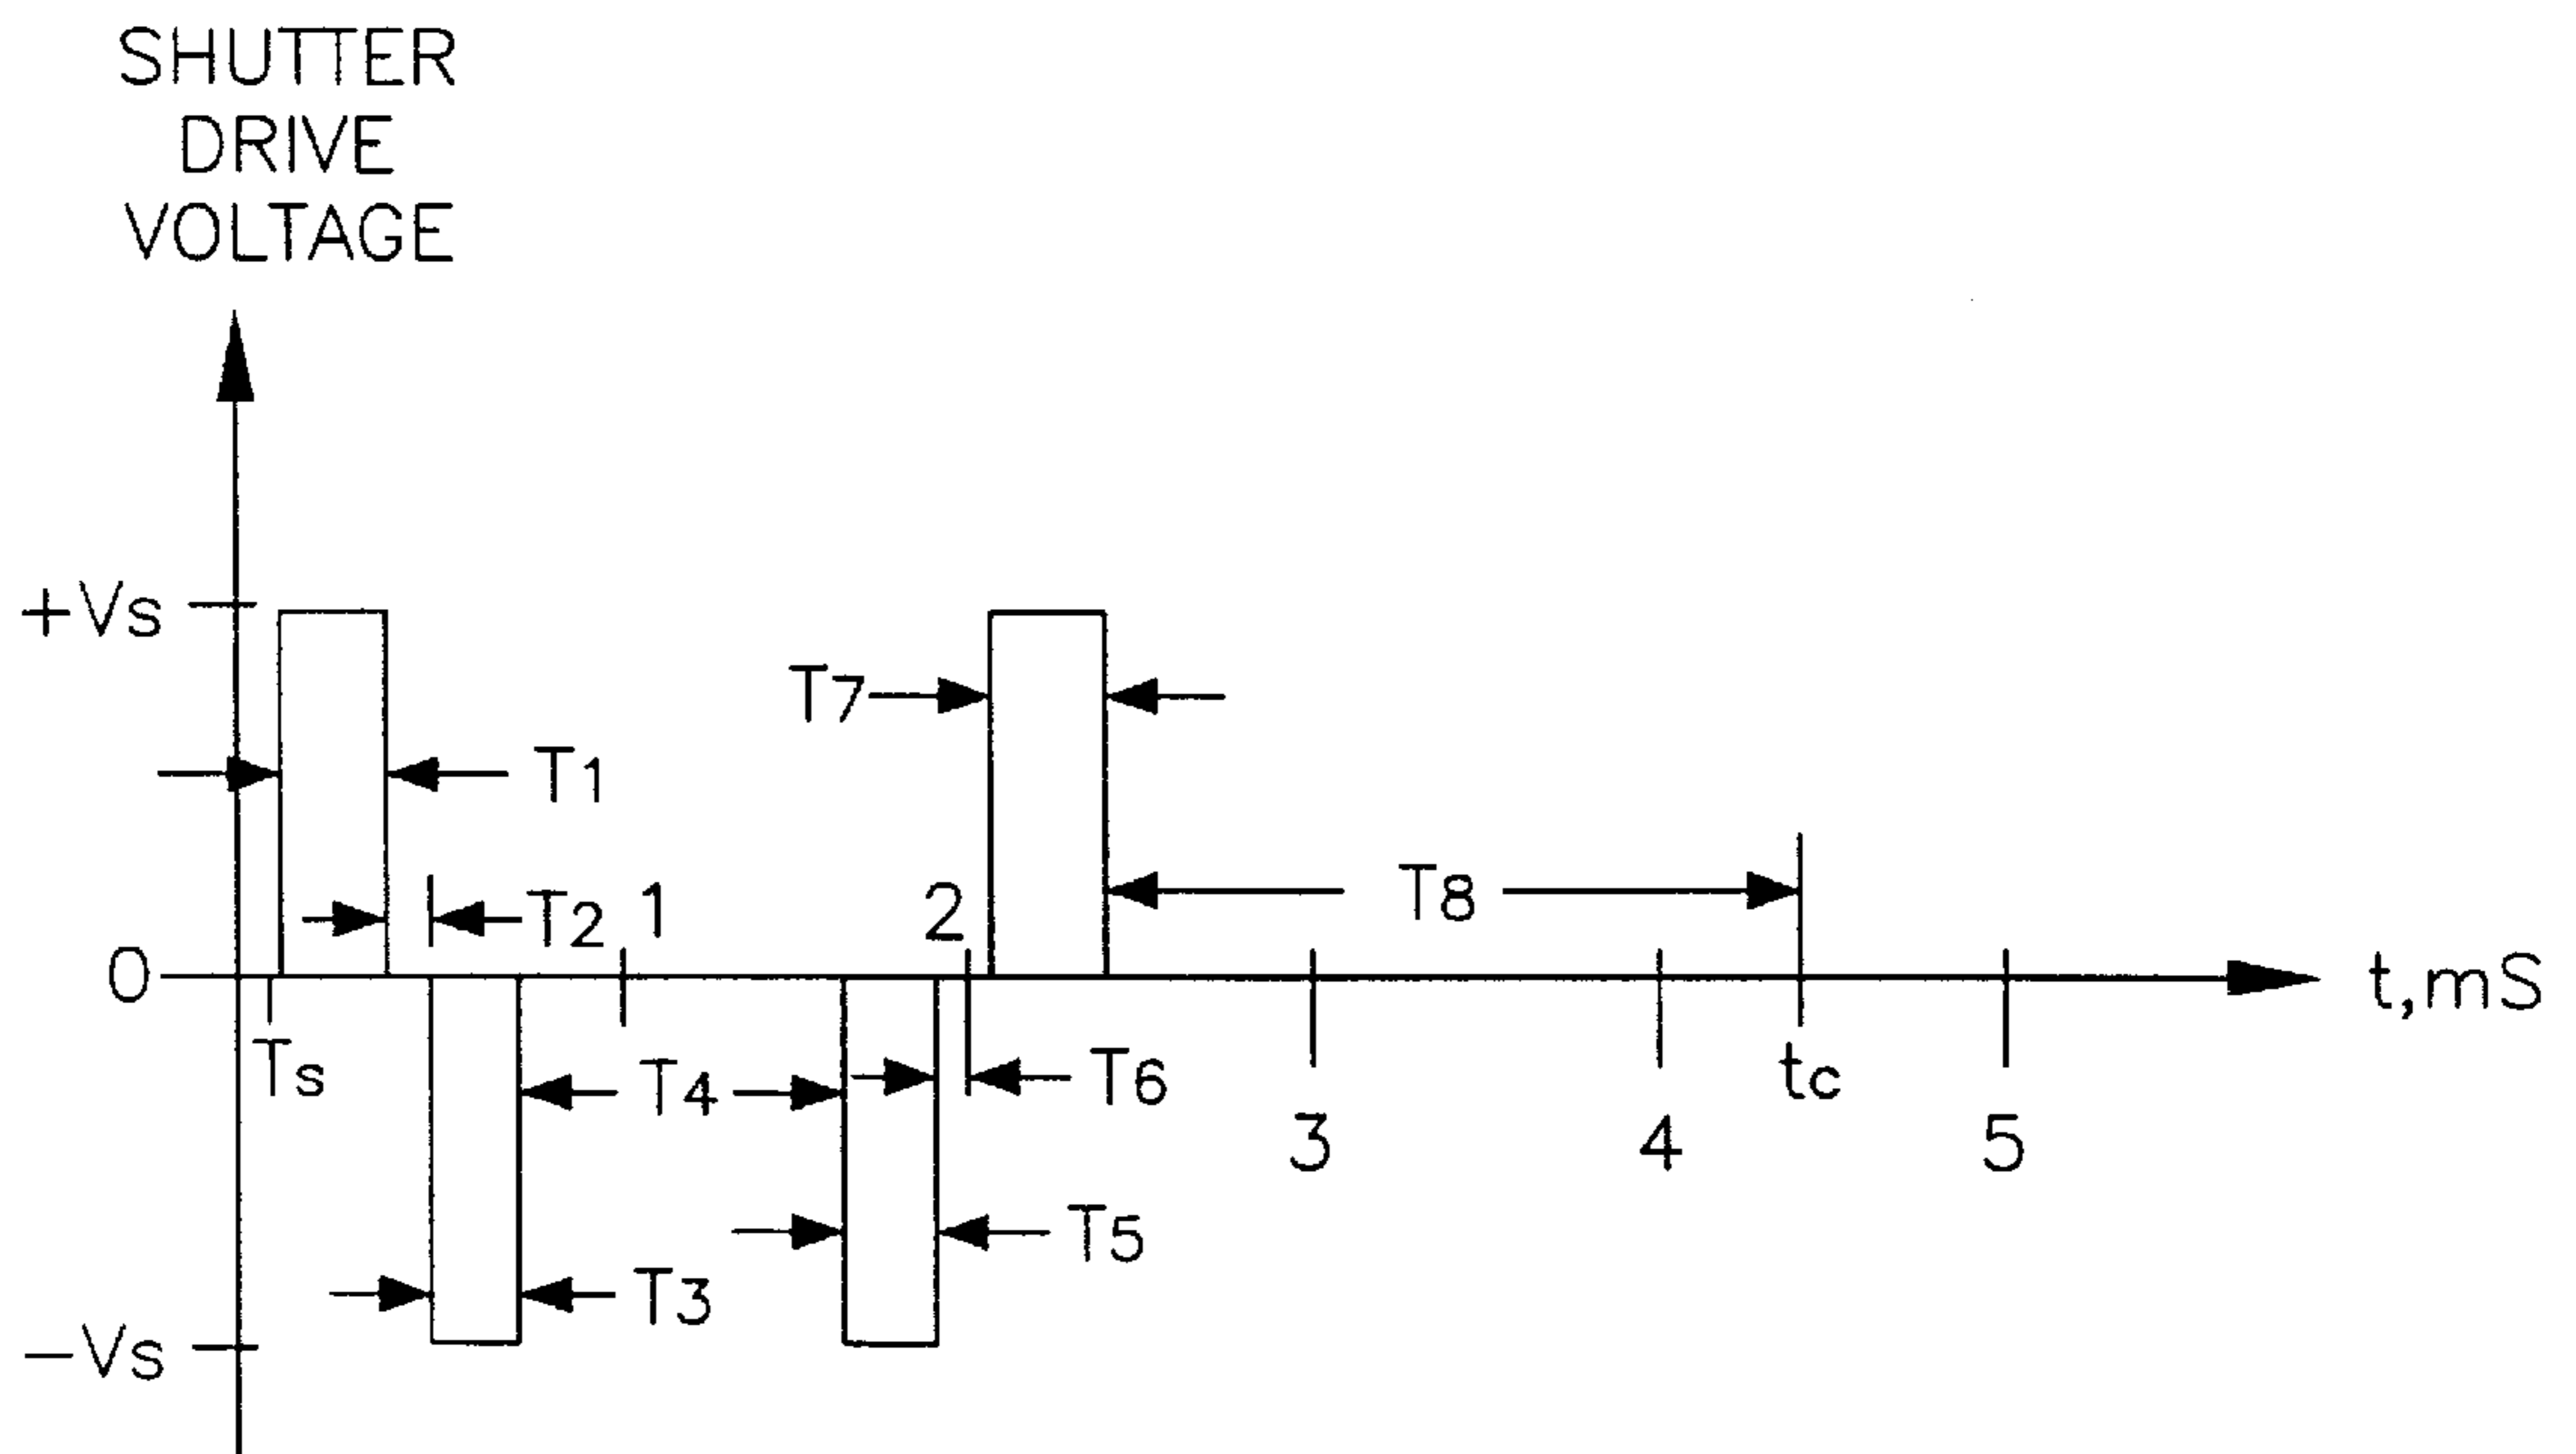 SHUTTER
DRIVE
VOLTAGE
+Vs
T7
T1
T8
T2
1
2
0
t,mS
Ts
T4
T6
tc
3
4
5
T5
T3
−Vs